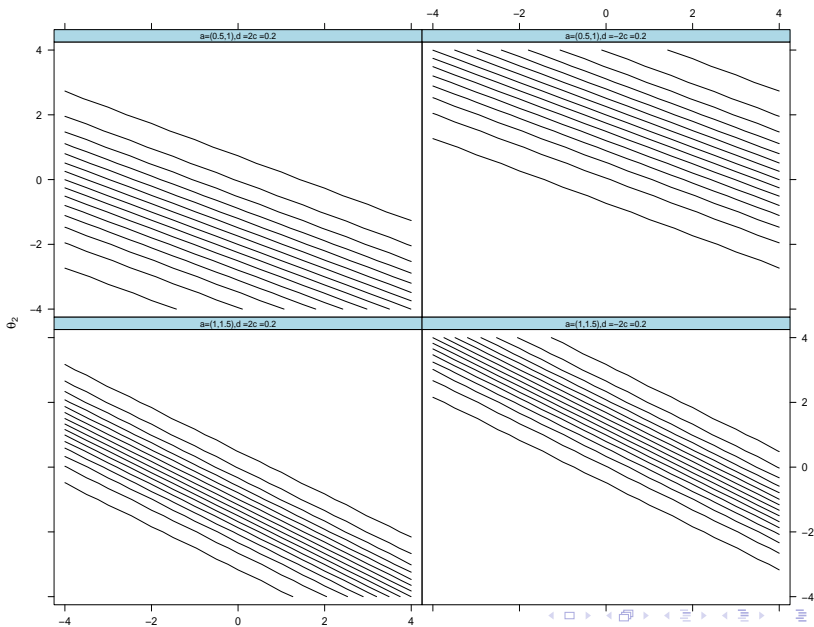 −4 −2 0 2 4
a=(0.5,1),d =2c =0.2 a=(0.5,1),d =−2c =0.2
4
2
0
−2
−4
θ2
a=(1,1.5),d =2c =0.2 a=(1,1.5),d =−2c =0.2
4
2
0
−2
−4
−4 −2 0 2 4